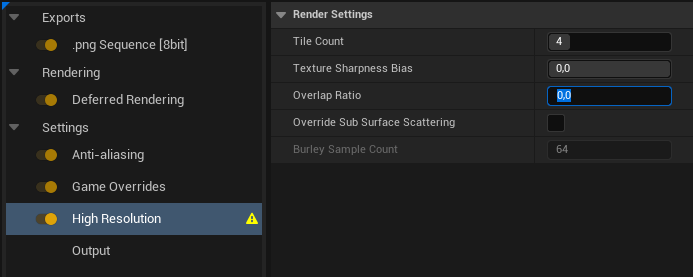 Exports
.png Sequence [8bit]
Rendering
Deferred Rendering
Settings
Anti-aliasing
Game Overrides
High Resolution
Output
Render Settings
Tile Count 4
Texture Sharpness Bias 0,0
Overlap Ratio 0,0
Override Sub Surface Scattering
Burley Sample Count 64